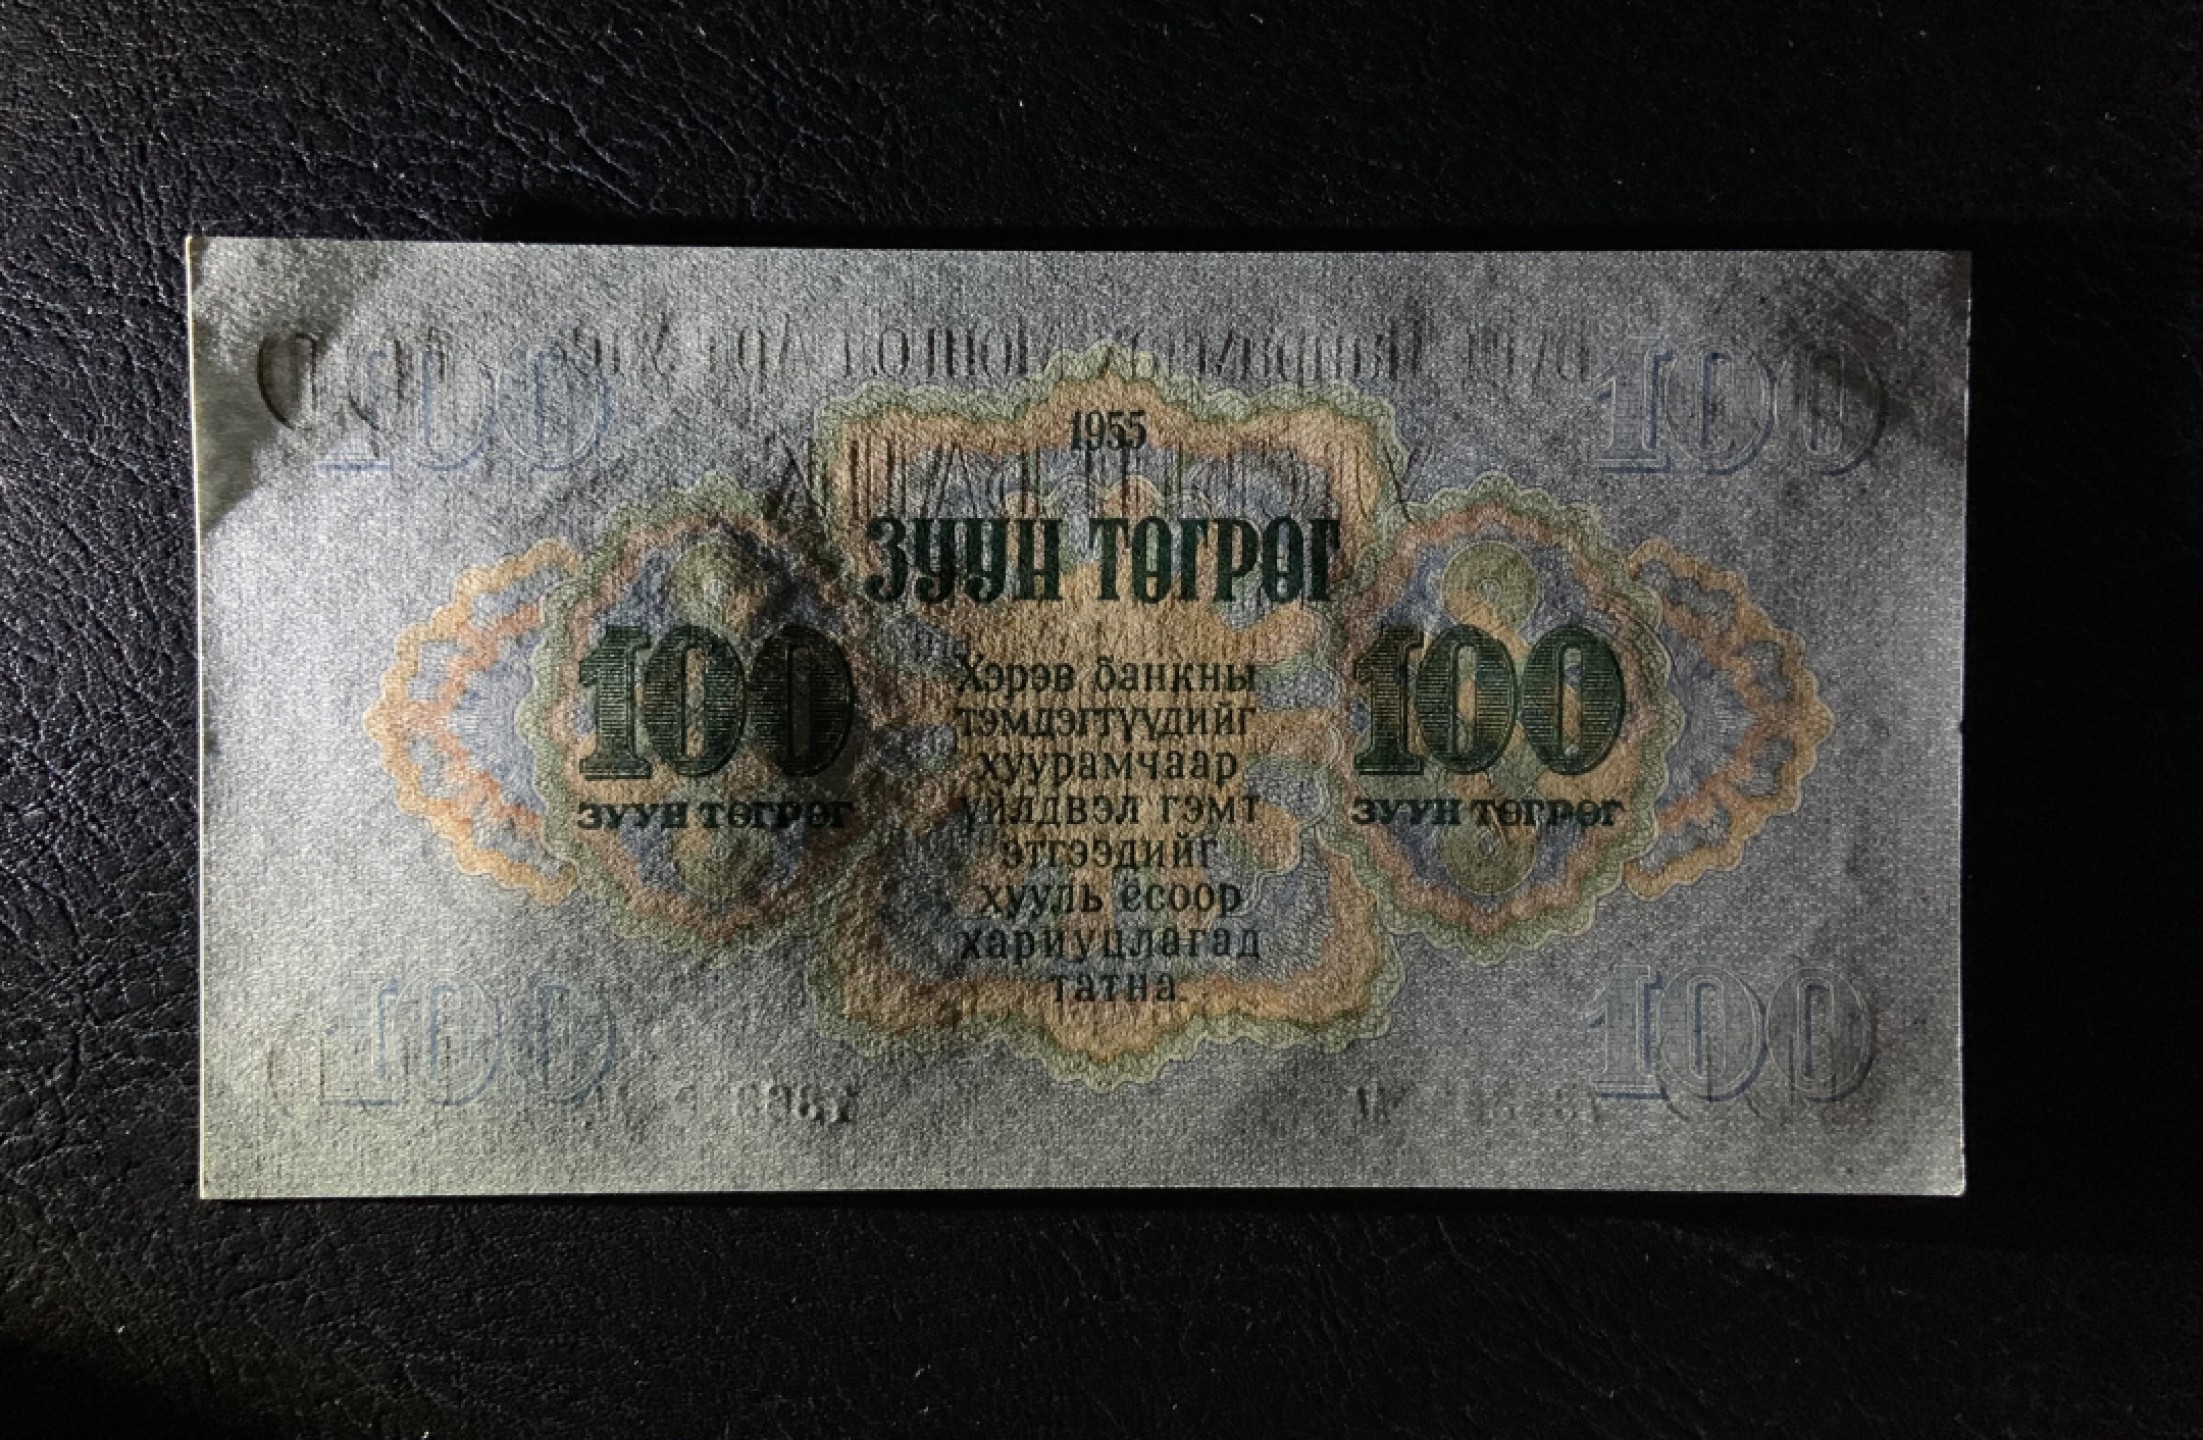 100 100
1955
ЗУУН ТӨГРӨГ
100 100
ЗУУН ТӨГРӨГ ЗУУН ТӨГРӨГ
Хэрэв банкны
тэмдэгтүүдийг
хуурамчаар
үйлдвэл гэмт
этгээдийг
хууль ёсоор
хариуцлагад
татна.
100 100